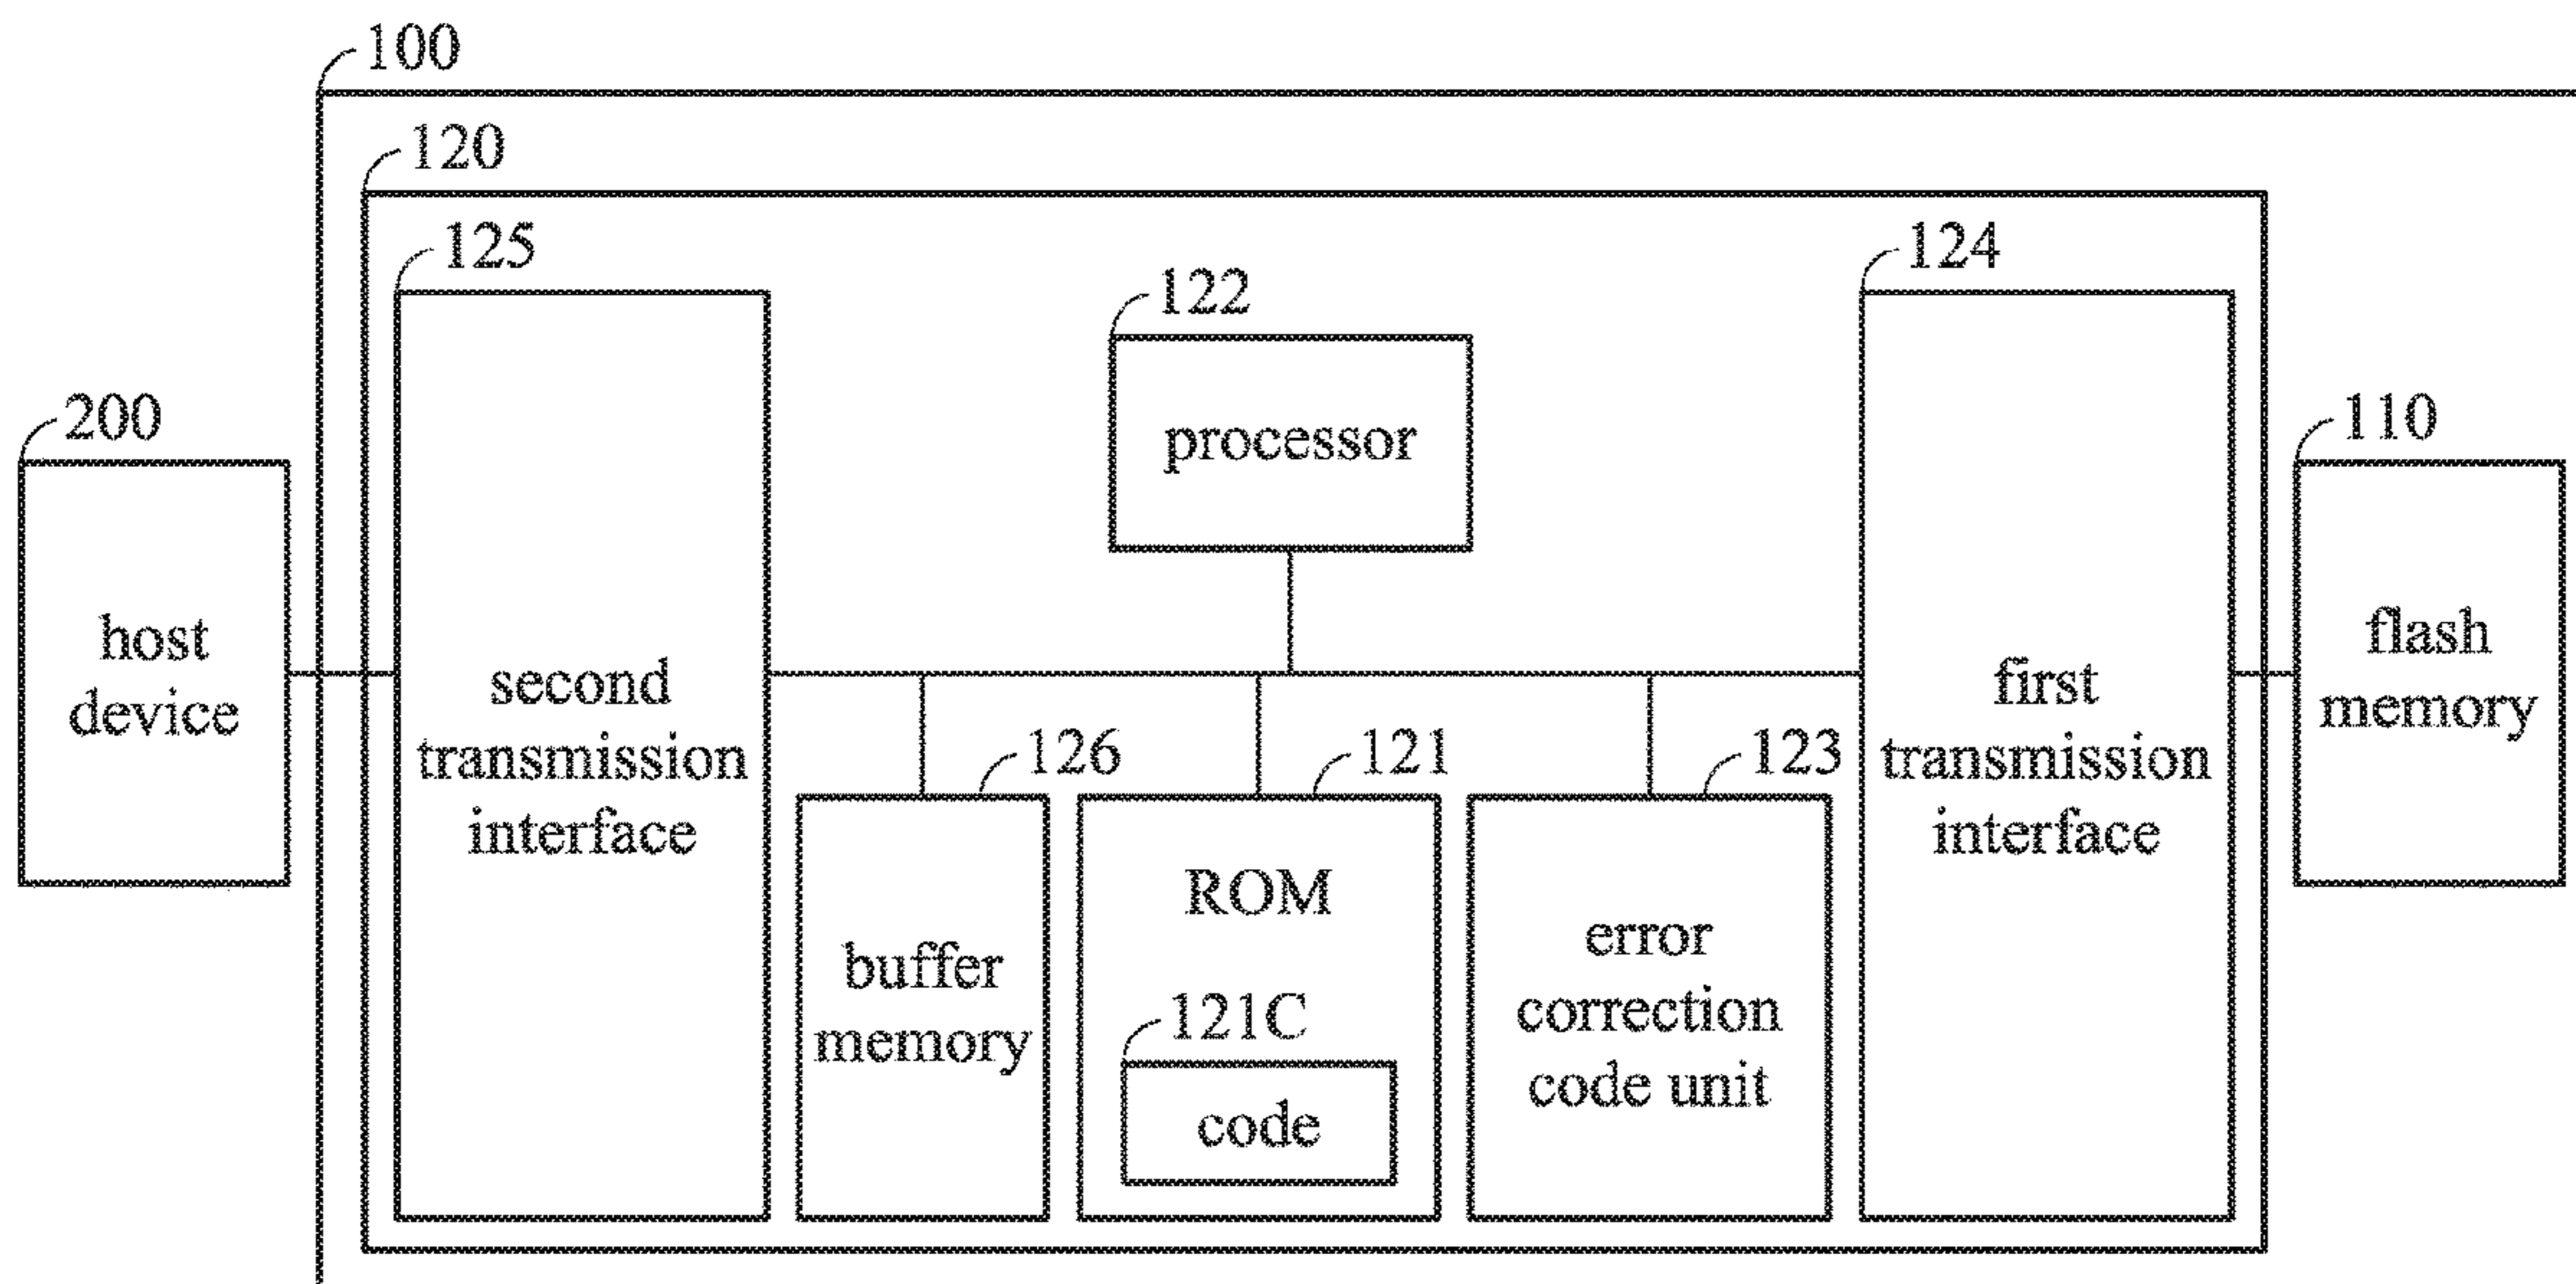 100
120
125
124
122
200
110
processor
host
device
flash
memory
second
transmission
interface
first
transmission
interface
126
121
123
ROM
buffer
memory
error
correction
code unit
121C
code